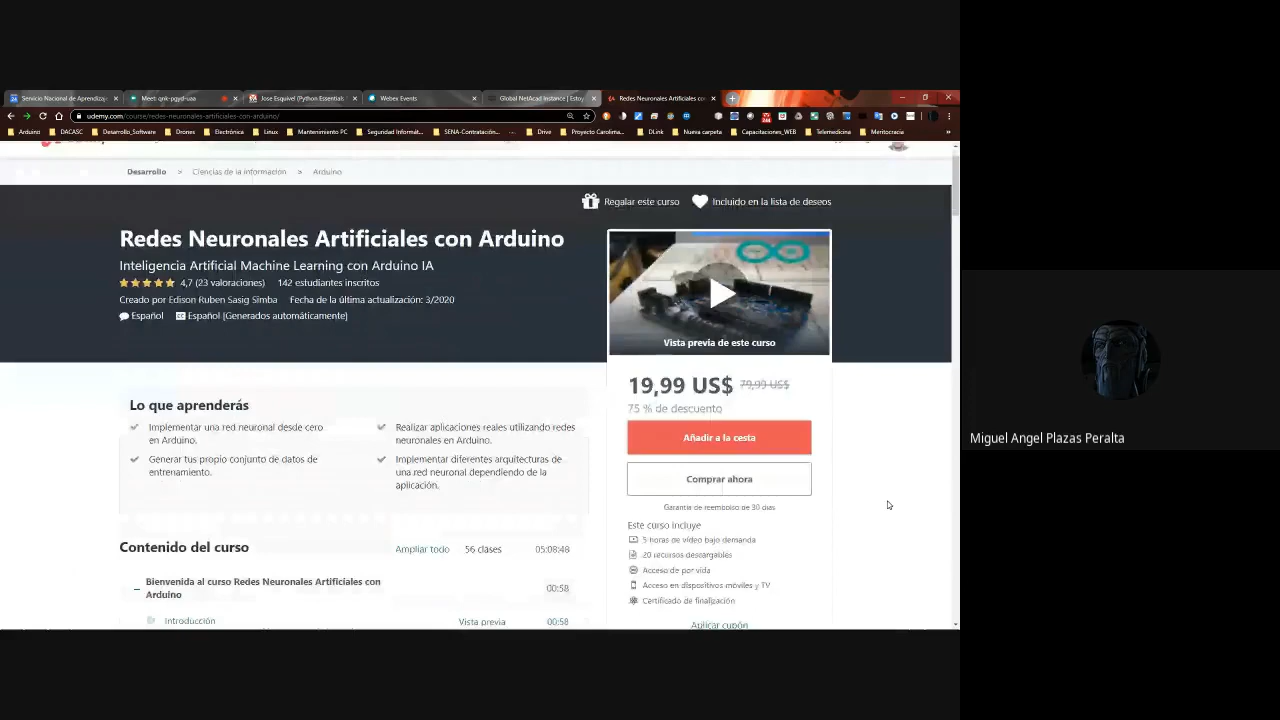 Servicio Nacional de Aprendizaj
Meet: qnk-pgyd-uaa
Jose Esquivel (Python Essentials
Webex Events
Global NetAcad Instance | Estoy
Redes Neuronales Artificiales co
udemy.com/course/redes-neuronales-artificiales-con-arduino/
Arduino
DACASC
Desarrollo_Software
Drones
Electrónica
Linux
Mantenimiento PC
Seguridad Informát...
SENA-Contratación...
Drive
Proyecto Carolima...
DLink
Nueva carpeta
Capacitaciones_WEB
Telemedicina
Meritocracia
Desarrollo > Ciencias de la información > Arduino
Regalar este curso
Incluido en la lista de deseos
Redes Neuronales Artificiales con Arduino
Inteligencia Artificial Machine Learning con Arduino IA
4,7 (23 valoraciones) 142 estudiantes inscritos
Creado por Edison Ruben Sasig Simba Fecha de la última actualización: 3/2020
Español Español [Generados automáticamente]
Vista previa de este curso
19,99 US$ 79,99 US$
75 % de descuento
Añadir a la cesta
Comprar ahora
Garantía de reembolso de 30 días
Este curso incluye
5 horas de vídeo bajo demanda
20 recursos descargables
Acceso de por vida
Acceso en dispositivos móviles y TV
Certificado de finalización
Aplicar cupón
Lo que aprenderás
Implementar una red neuronal desde cero
en Arduino.
Generar tus propio conjunto de datos de
entrenamiento.
Realizar aplicaciones reales utilizando redes
neuronales en Arduino.
Implementar diferentes arquitecturas de
una red neuronal dependiendo de la
aplicación.
Contenido del curso
Ampliar todo 56 clases 05:08:48
Bienvenida al curso Redes Neuronales Artificiales con
Arduino
00:58
Introducción Vista previa 00:58
Miguel Angel Plazas Peralta